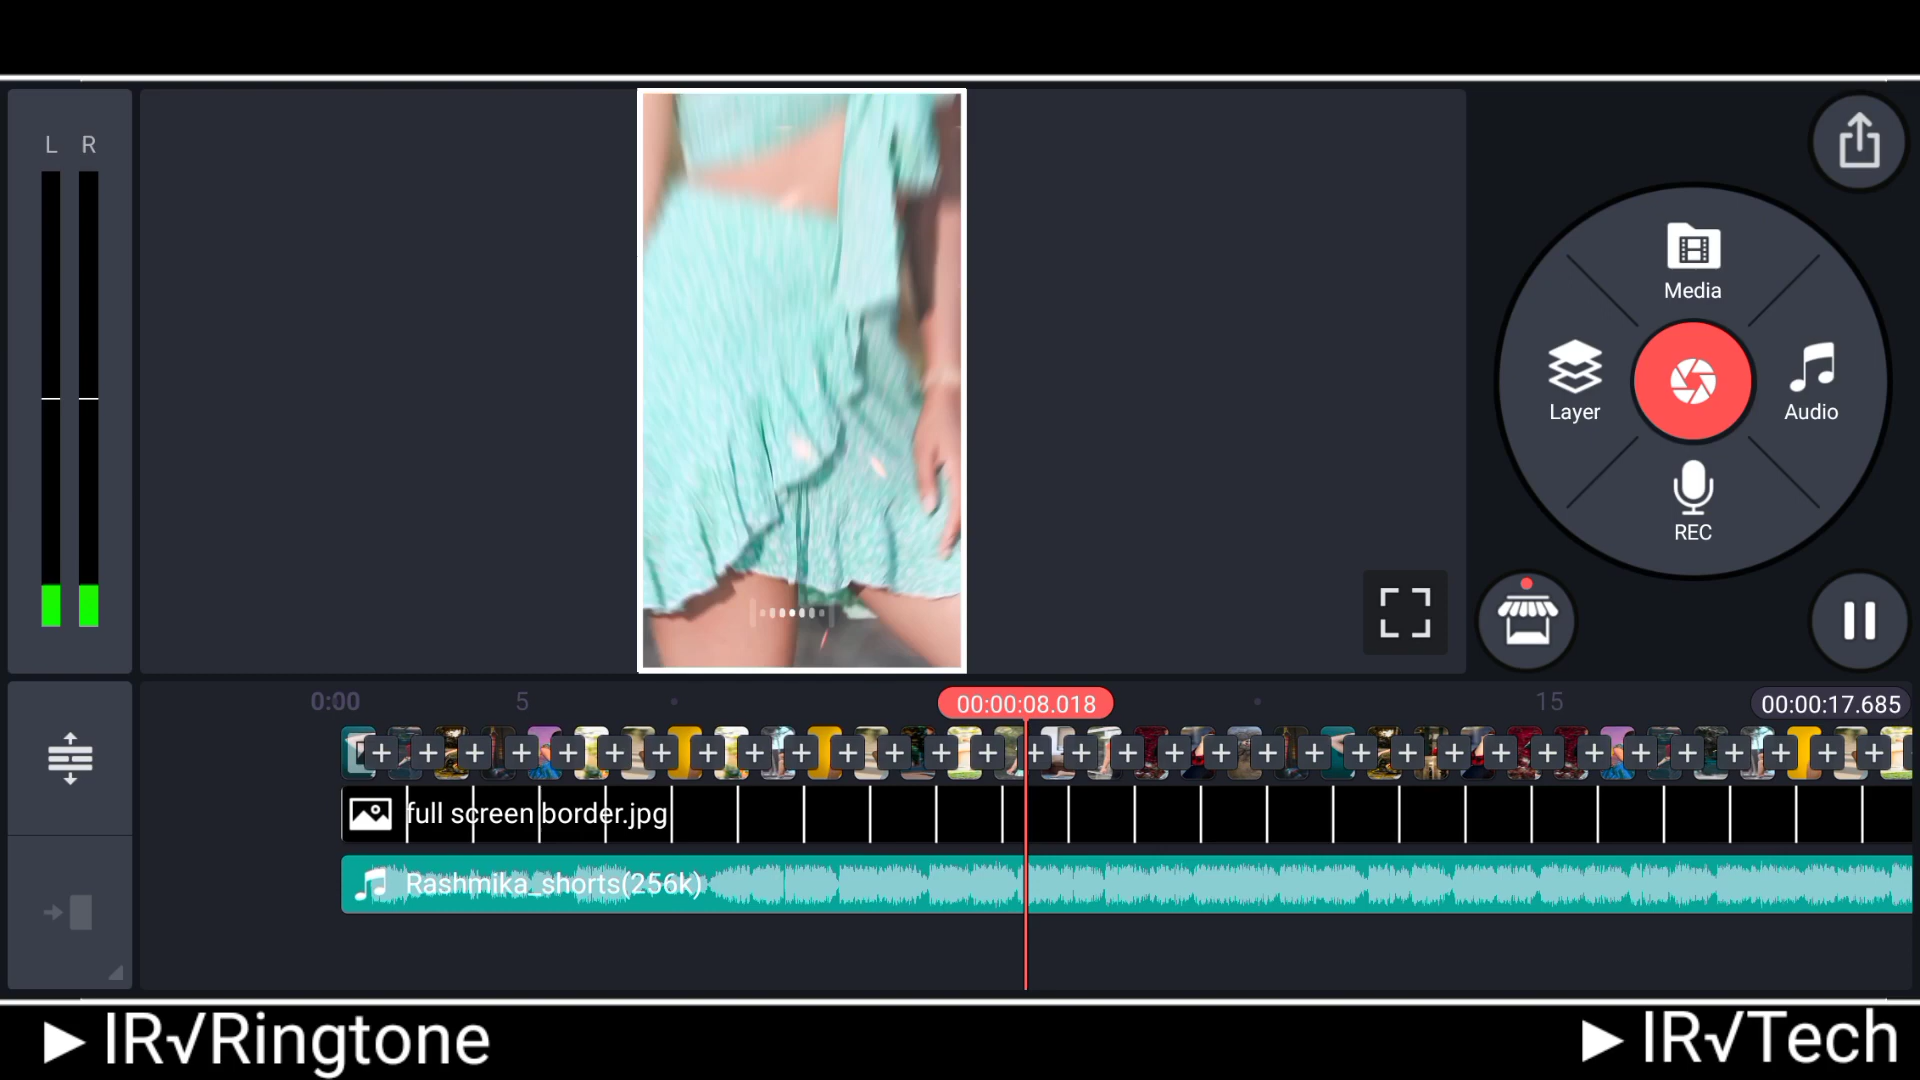 L R
Media
Layer
Audio
REC
0:00
5
00:00:08.018
15
00:00:17.685
full screen border.jpg
Rashmika_shorts(256k)
▶ IR√Ringtone
▶ IR√Tech